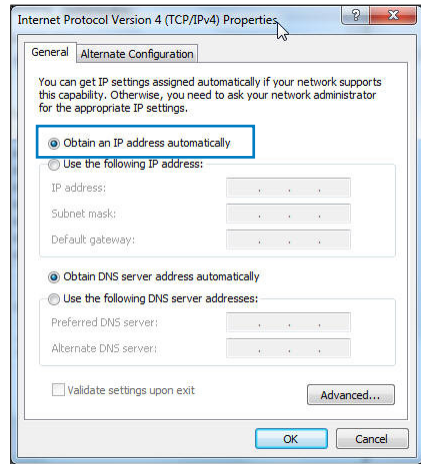 Internet Protocol Version 4 (TCP/IPv4) Properties
General
Alternate Configuration
You can get IP settings assigned automatically if your network supports
this capability. Otherwise, you need to ask your network administrator
for the appropriate IP settings.
Obtain an IP address automatically
Use the following IP address:
IP address:
Subnet mask:
Default gateway:
Obtain DNS server address automatically
Use the following DNS server addresses:
Preferred DNS server:
Alternate DNS server:
Validate settings upon exit
Advanced...
OK
Cancel